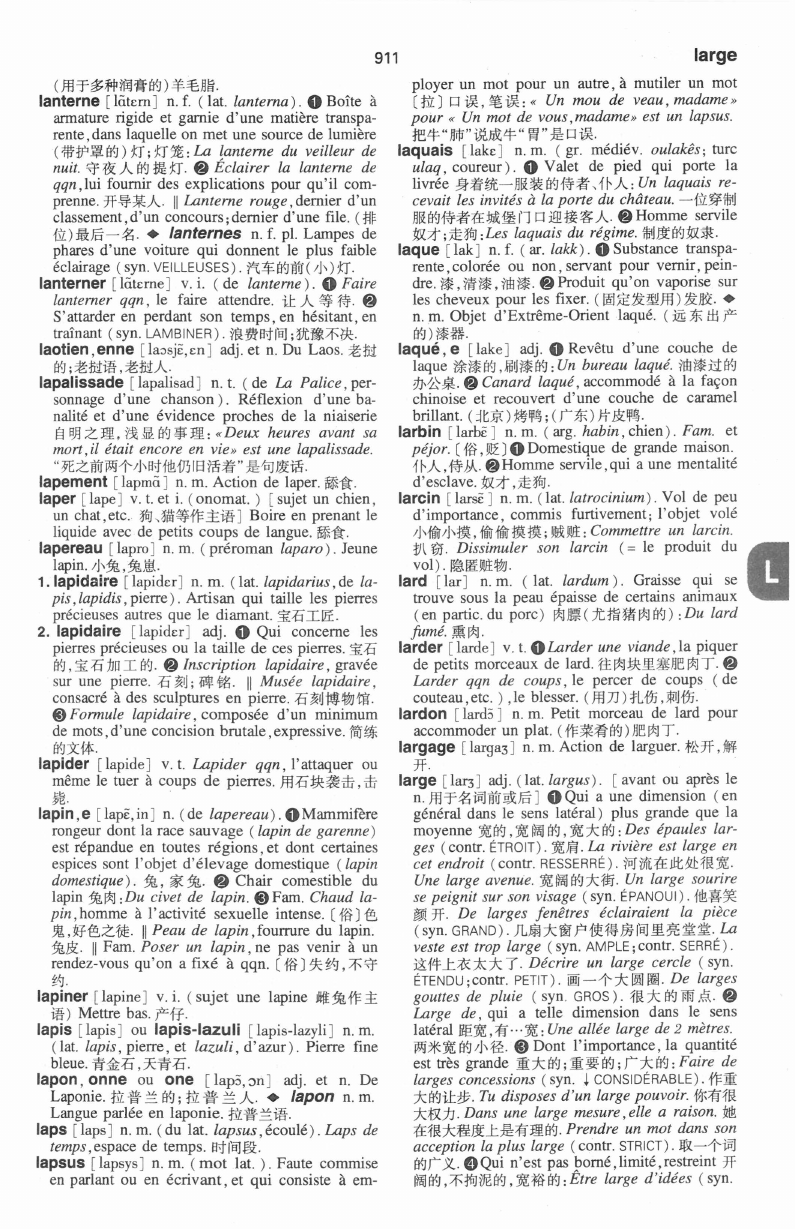 911
large
(用于多种润膏的)羊毛脂.
lanterne [lɑ̃tɛrn] n. f. ( lat. lanterna) . ❶ Boîte à
armature rigide et garnie d'une matière transpa-
rente,dans laquelle on met une source de lumière
(带护罩的)灯;灯笼: La lanterne du veilleur de
nuit. 守夜人的提灯. ❷ Éclairer la lanterne de
qqn,lui fournir des explications pour qu'il com-
prenne. 开导某人. ‖ Lanterne rouge,dernier d'un
classement,d'un concours;dernier d'une file. (排
位)最后一名. ◆ lanternes n. f. pl. Lampes de
phares d'une voiture qui donnent le plus faible
éclairage ( syn. VEILLEUSES) . 汽车的前(小)灯.
lanterner [lɑ̃tɛrne] v. i. ( de lanterne) . ❶ Faire
lanterner qqn, le faire attendre. 让人等待. ❷
S'attarder en perdant son temps, en hésitant, en
traînant ( syn. LAMBINER) . 浪费时间;犹豫不决.
laotien,enne [laɔsjɛ̃,ɛn] adj. et n. Du Laos. 老挝
的;老挝语,老挝人.
lapalissade [lapalisad] n. t. ( de La Palice, per-
sonnage d'une chanson) . Réflexion d'une ba-
nalité et d'une évidence proches de la niaiserie
自明之理,浅显的事理: «Deux heures avant sa
mort,il était encore en vie» est une lapalissade.
“死之前两个小时他仍旧活着”是句废话.
lapement [lapmɑ̃] n. m. Action de laper. 舔食.
laper [lape] v. t. et i. ( onomat. ) [sujet un chien,
un chat,etc. 狗、猫等作主语] Boire en prenant le
liquide avec de petits coups de langue. 舔食.
lapereau [lapro] n. m. ( préroman laparo) . Jeune
lapin. 小兔,兔崽.
1. lapidaire [lapidɛr] n. m. (lat. lapidarius,de la-
pis,lapidis,pierre) . Artisan qui taille les pierres
précieuses autres que le diamant. 宝石工匠.
2. lapidaire [lapidɛr] adj. ❶ Qui concerne les
pierres précieuses ou la taille de ces pierres. 宝石
的,宝石加工的. ❷ Inscription lapidaire, gravée
sur une pierre. 石刻;碑铭. ‖ Musée lapidaire,
consacré à des sculptures en pierre. 石刻博物馆.
❸ Formule lapidaire, composée d'un minimum
de mots,d'une concision brutale,expressive. 简练
的文体.
lapider [lapide] v. t. Lapider qqn, l'attaquer ou
même le tuer à coups de pierres. 用石块袭击,击
毙.
lapin,e [lapɛ̃,in] n. (de lapereau) . ❶ Mammifère
rongeur dont la race sauvage (lapin de garenne)
est répandue en toutes régions,et dont certaines
espices sont l'objet d'élevage domestique (lapin
domestique) . 兔,家兔. ❷ Chair comestible du
lapin 兔肉:Du civet de lapin. ❸ Fam. Chaud la-
pin,homme à l'activité sexuelle intense. [俗]色
鬼,好色之徒. ‖ Peau de lapin,fourrure du lapin.
兔皮. ‖ Fam. Poser un lapin,ne pas venir à un
rendez-vous qu'on a fixé à qqn. [俗]失约,不守
约.
lapiner [lapine] v. i. ( sujet une lapine 雌兔作主
语) Mettre bas. 产仔.
lapis [lapis] ou lapis-lazuli [lapis-lazyli] n. m.
( lat. lapis, pierre, et lazuli, d'azur) . Pierre fine
bleue. 青金石,天青石.
lapon, onne ou one [lapɔ̃,ɔn] adj. et n. De
Laponie. 拉普兰的;拉普兰人. ◆ lapon n. m.
Langue parlée en laponie. 拉普兰语.
laps [laps] n. m. (du lat. lapsus,écoulé) . Laps de
temps,espace de temps. 时间段.
lapsus [lapsys] n. m. ( mot lat. ) . Faute commise
en parlant ou en écrivant, et qui consiste à em-
ployer un mot pour un autre,à mutiler un mot
[拉]口误,笔误: « Un mou de veau, madame»
pour « Un mot de vous,madame» est un lapsus.
把牛“肺”说成牛“胃”是口误.
laquais [lakɛ] n. m. ( gr. médiév. oulakês; turc
ulaq, coureur) . ❶ Valet de pied qui porte la
livrée 身着统一服装的侍者、仆人: Un laquais re-
cevait les invités à la porte du château. 一位穿制
服的侍者在城堡门口迎接客人. ❷ Homme servile
奴才;走狗: Les laquais du régime. 制度的奴隶.
laque [lak] n. f. ( ar. lakk) . ❶ Substance transpa-
rente,colorée ou non,servant pour vernir,pein-
dre. 漆,清漆,油漆. ❷ Produit qu'on vaporise sur
les cheveux pour les fixer. (固定发型用)发胶. ◆
n. m. Objet d'Extrême-Orient laqué. (远东出产
的)漆器.
laqué, e [lake] adj. ❶ Revêtu d'une couche de
laque 涂漆的,刷漆的: Un bureau laqué. 油漆过的
办公桌. ❷ Canard laqué, accommodé à la façon
chinoise et recouvert d'une couche de caramel
brillant. (北京)烤鸭;(广东)片皮鸭.
larbin [larbɛ̃] n. m. ( arg. habin, chien) . Fam. et
péjor. [俗,贬] ❶ Domestique de grande maison.
仆人,侍从. ❷ Homme servile,qui a une mentalité
d'esclave. 奴才,走狗.
larcin [larsɛ̃] n. m. (lat. latrocinium) . Vol de peu
d'importance, commis furtivement; l'objet volé
小偷小摸,偷偷摸摸;贼赃: Commettre un larcin.
扒窃. Dissimuler son larcin ( = le produit du
vol) . 隐匿赃物.
lard [lar] n. m. ( lat. lardum) . Graisse qui se
trouve sous la peau épaisse de certains animaux
( en partic. du porc) 肉膘(尤指猪肉的) : Du lard
fumé. 熏肉.
larder [larde] v. t. ❶ Larder une viande,la piquer
de petits morceaux de lard. 往肉块里塞肥肉丁. ❷
Larder qqn de coups, le percer de coups ( de
couteau,etc. ) ,le blesser. (用刀)扎伤,刺伤.
lardon [lardɔ̃] n. m. Petit morceau de lard pour
accommoder un plat. (作菜肴的)肥肉丁.
largage [largaʒ] n. m. Action de larguer. 松开,解
开.
large [larʒ] adj. (lat. largus) . [avant ou après le
n. 用于名词前或后] ❶ Qui a une dimension ( en
général dans le sens latéral) plus grande que la
moyenne 宽的,宽阔的,宽大的: Des épaules lar-
ges ( contr. ÉTROIT) . 宽肩. La rivière est large en
cet endroit ( contr. RESSERRÉ) . 河流在此处很宽.
Une large avenue. 宽阔的大街. Un large sourire
se peignit sur son visage ( syn. ÉPANOUI) . 他喜笑
颜开. De larges fenêtres éclairaient la pièce
( syn. GRAND) . 几扇大窗户使得房间里亮堂堂. La
veste est trop large ( syn. AMPLE;contr. SERRÉ) .
这件上衣太大了. Décrire un large cercle ( syn.
ÉTENDU;contr. PETIT) . 画一个大圆圈. De larges
gouttes de pluie ( syn. GROS) . 很大的雨点. ❷
Large de, qui a telle dimension dans le sens
latéral 距宽,有…宽: Une allée large de 2 mètres.
两米宽的小径. ❸ Dont l'importance, la quantité
est très grande 重大的;重要的;广大的: Faire de
larges concessions ( syn. ↓ CONSIDÉRABLE) . 作重
大的让步. Tu disposes d'un large pouvoir. 你有很
大权力. Dans une large mesure,elle a raison. 她
在很大程度上是有理的. Prendre un mot dans son
acception la plus large ( contr. STRICT) . 取一个词
的广义. ❹ Qui n'est pas borné,limité,restreint 开
阔的,不拘泥的,宽裕的: Être large d'idées ( syn.
L